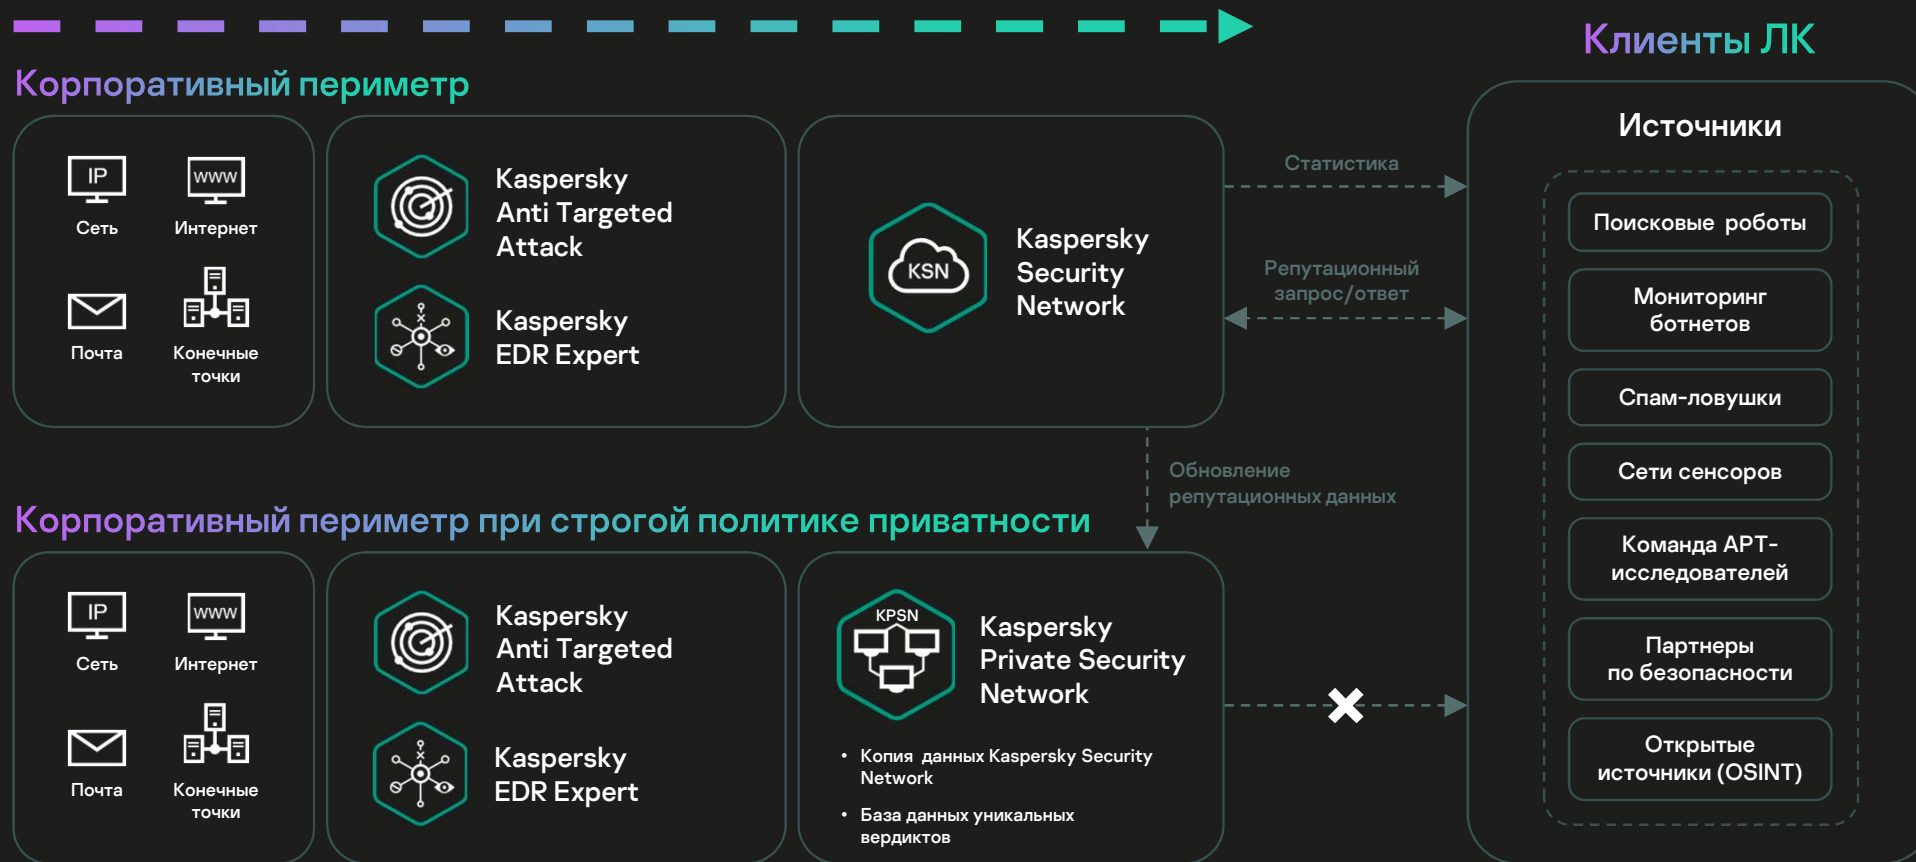 Клиенты ЛК
Корпоративный периметр
IP
Сеть
WWW
Интернет
Почта
Конечные
точки
Kaspersky
Anti Targeted
Attack
Kaspersky
EDR Expert
KSN
Kaspersky
Security
Network
Статистика
Репутационный
запрос/ответ
Обновление
репутационных данных
Корпоративный периметр при строгой политике приватности
IP
Сеть
WWW
Интернет
Почта
Конечные
точки
Kaspersky
Anti Targeted
Attack
Kaspersky
EDR Expert
KPSN
Kaspersky
Private Security
Network
• Копия данных Kaspersky Security
Network
• База данных уникальных
вердиктов
Источники
Поисковые роботы
Мониторинг
ботнетов
Спам-ловушки
Сети сенсоров
Команда APT-
исследователей
Партнеры
по безопасности
Открытые
источники (OSINT)